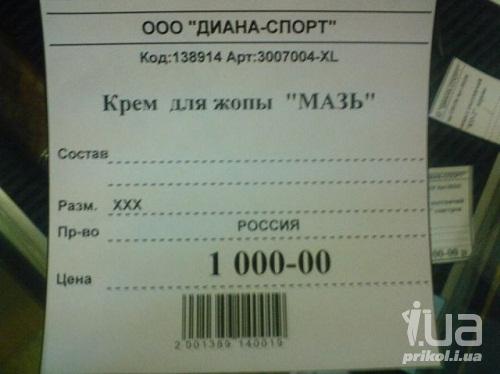 ООО "ДИАНА-СПОРТ"
Код:138914 Арт:3007004-XL
Крем для жопы "МАЗЬ"
Состав
Разм. XXX
Пр-во РОССИЯ
Цена 1 000-00
2 001389 140019
i.ua
prikol.i.ua